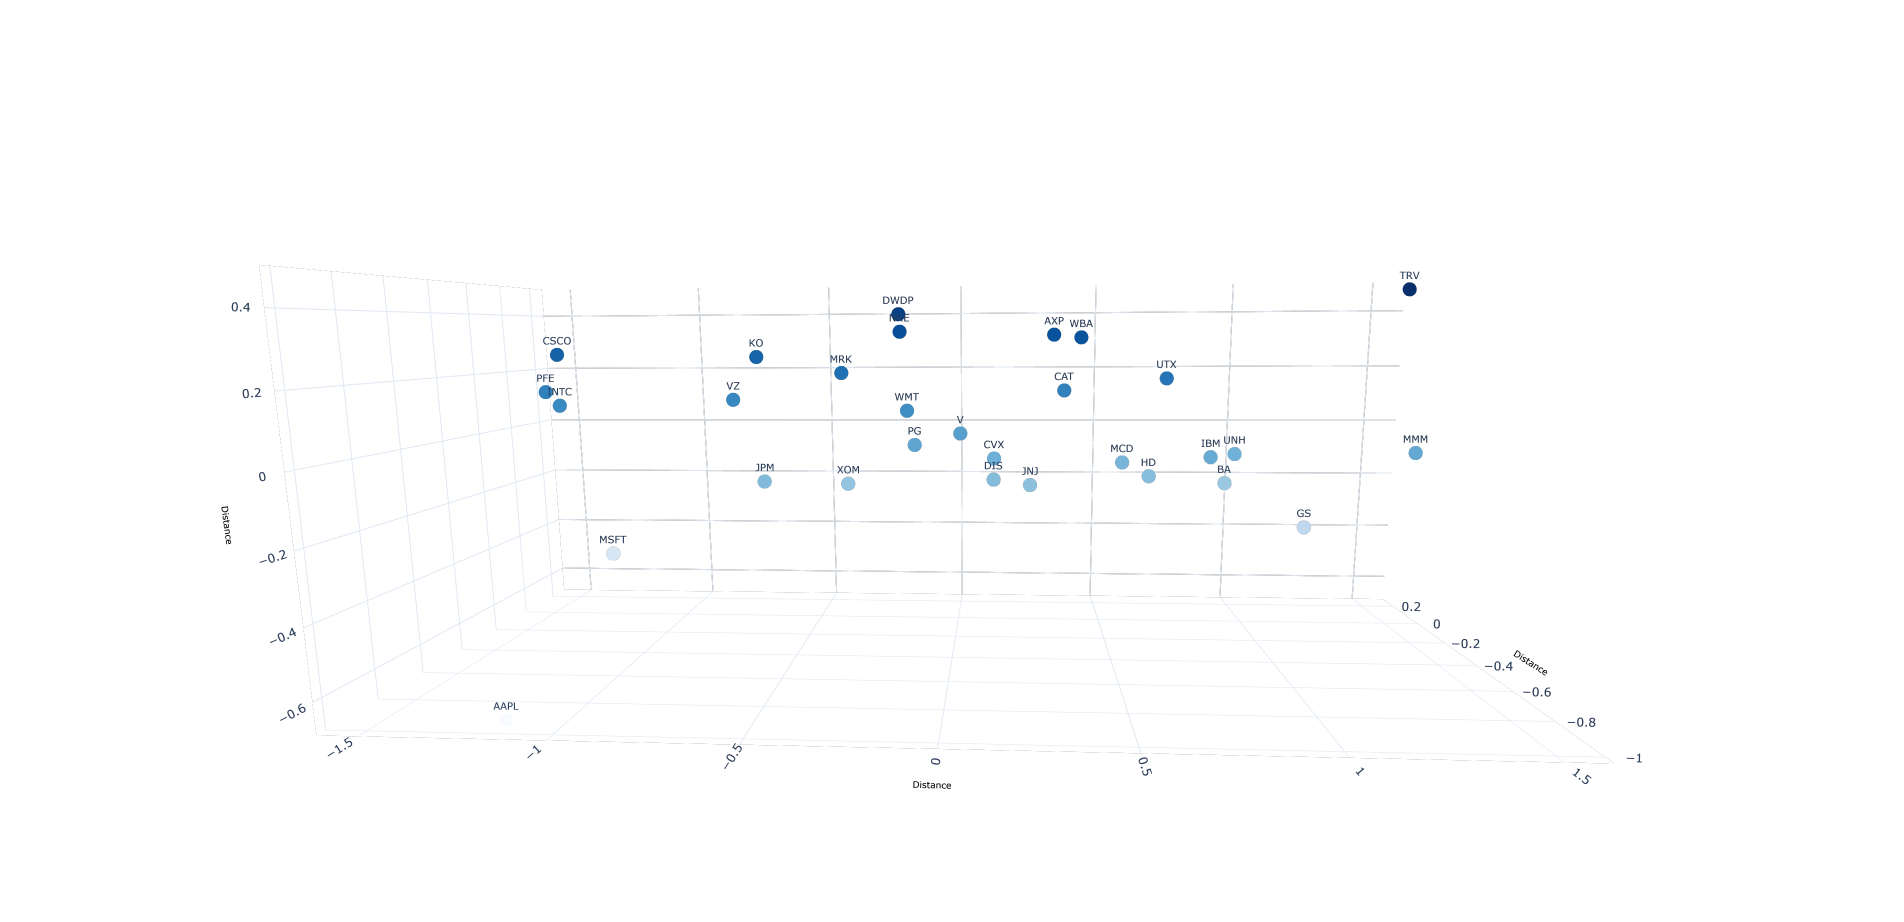 TRV
DWDP
AXP
WBA
0.4
CSCO
KO
MRK
UTX
PFE
INTC
VZ
CAT
0.2
WMT
V
PG
CVX
MCD
IBM
UNH
MMM
0
JPM
XOM
DIS
JNJ
HD
BA
GS
Distance
MSFT
−0.2
−0.4
−0.6
AAPL
0.2
0
−0.2
−0.4
−0.6
−0.8
−1
Distance
−1.5
−1
−0.5
0
0.5
1
1.5
Distance